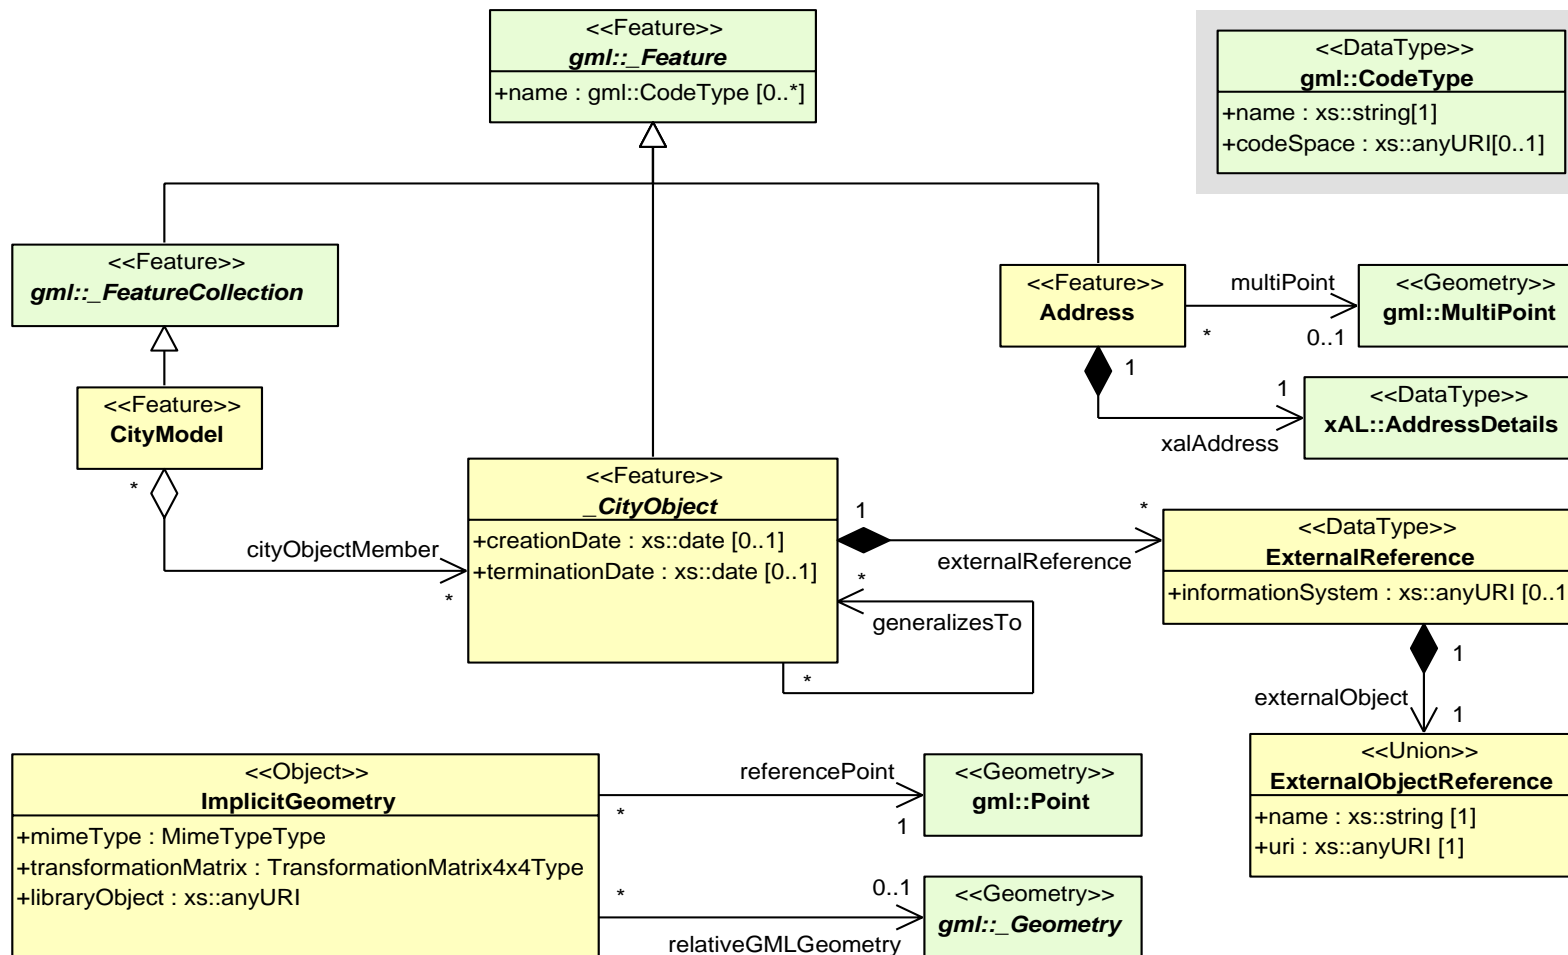 <<Feature>>
gml::_Feature
+name : gml::CodeType [0..*]
<<DataType>>
gml::CodeType
+name : xs::string[1]
+codeSpace : xs::anyURI[0..1]
<<Feature>>
gml::_FeatureCollection
<<Feature>>
Address
multiPoint
*
0..1
<<Geometry>>
gml::MultiPoint
1
1
xalAddress
<<DataType>>
xAL::AddressDetails
<<Feature>>
CityModel
*
cityObjectMember
*
<<Feature>>
_CityObject
+creationDate : xs::date [0..1]
+terminationDate : xs::date [0..1]
1
*
externalReference
*
generalizesTo
*
<<DataType>>
ExternalReference
+informationSystem : xs::anyURI [0..1
1
externalObject
1
<<Union>>
ExternalObjectReference
+name : xs::string [1]
+uri : xs::anyURI [1]
<<Object>>
ImplicitGeometry
+mimeType : MimeTypeType
+transformationMatrix : TransformationMatrix4x4Type
+libraryObject : xs::anyURI
referencePoint
*
1
<<Geometry>>
gml::Point
*
0..1
relativeGMLGeometry
<<Geometry>>
gml::_Geometry